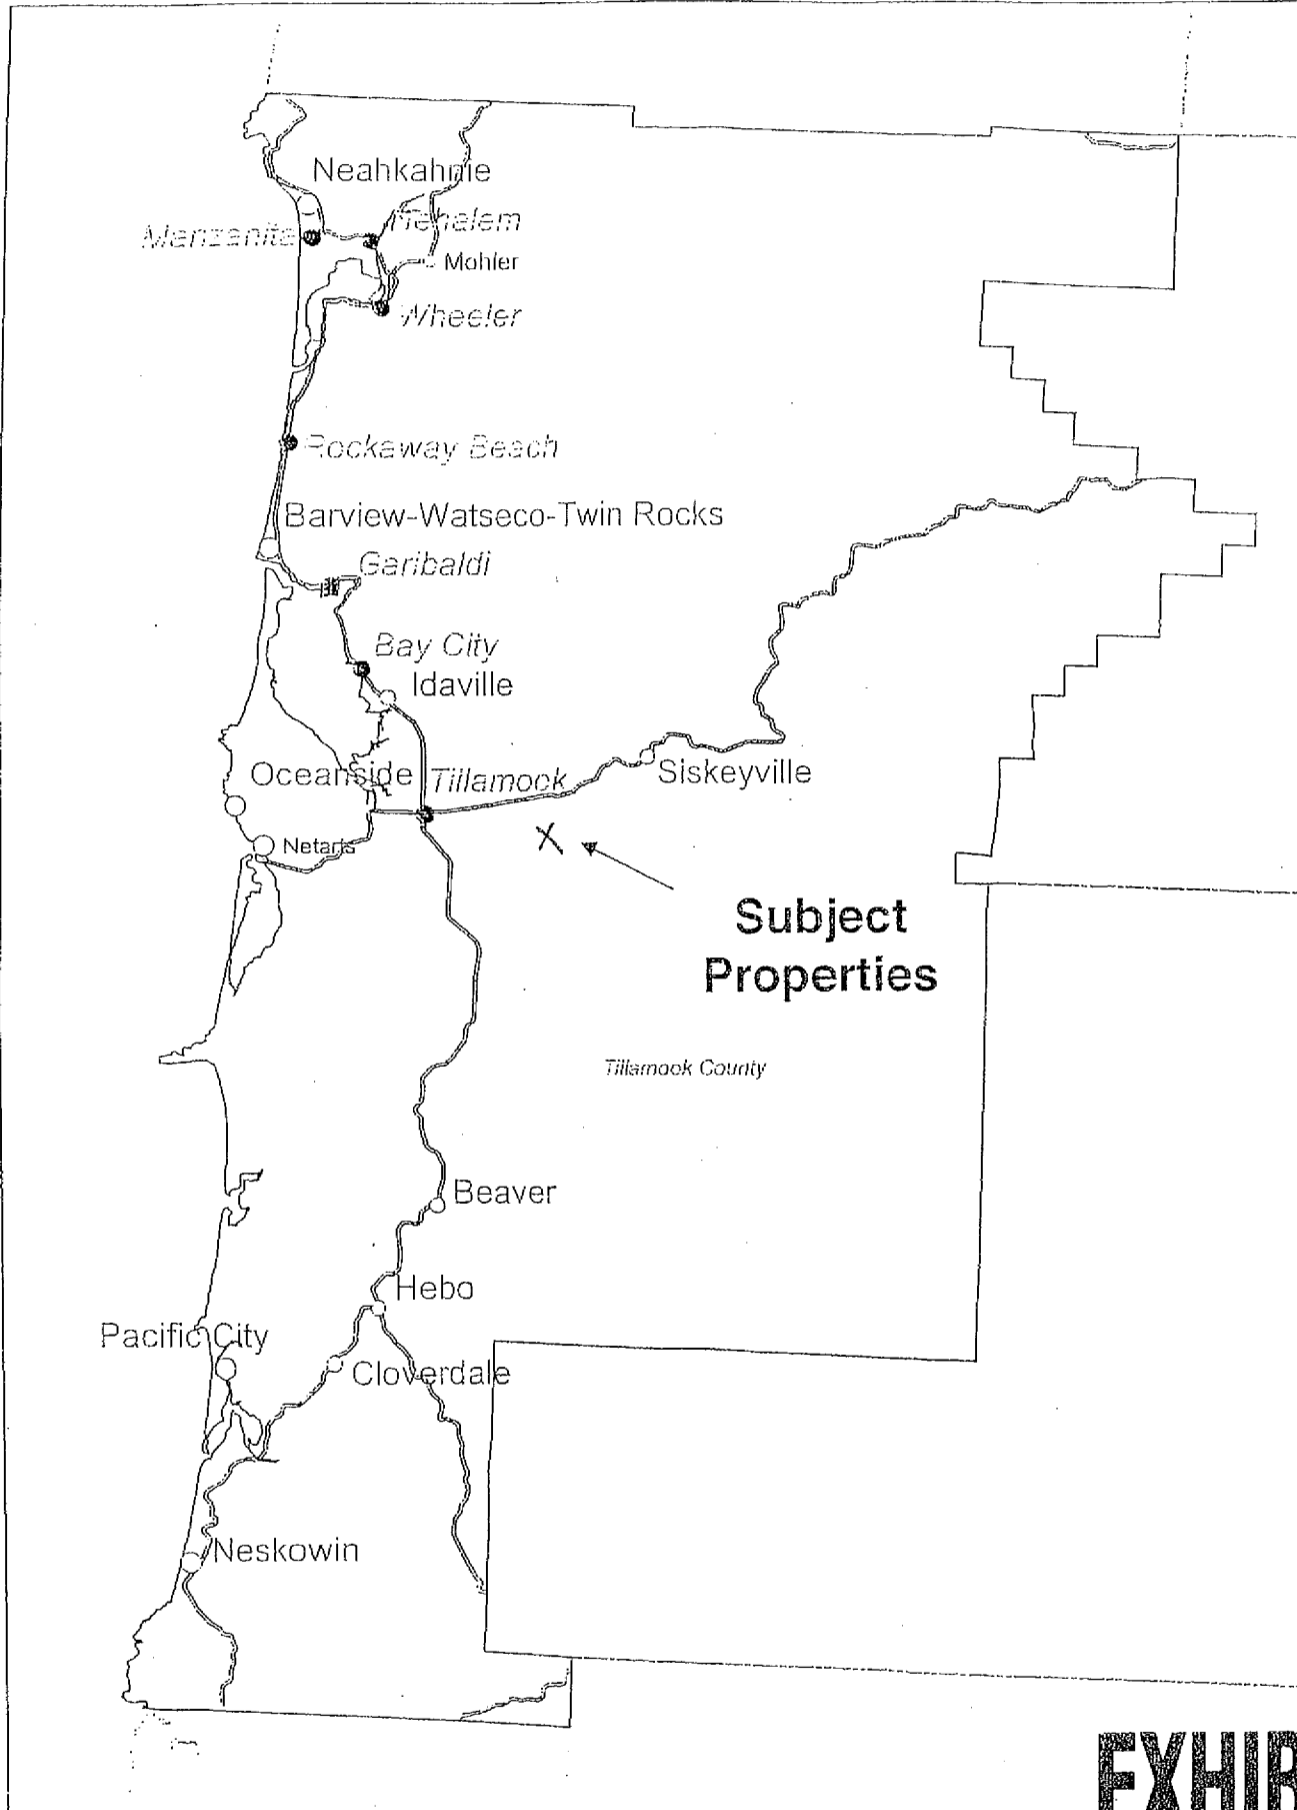 Neahkahnie
Manzanita
Nehalem
Mohler
Wheeler
Rockaway Beach
Barview-Watseco-Twin Rocks
Garibaldi
Bay City
Idaville
Oceanside
Tillamook
Siskeyville
Netarts
X
Subject
Properties
Tillamook County
Beaver
Hebo
Pacific City
Cloverdale
Neskowin
EXHIB